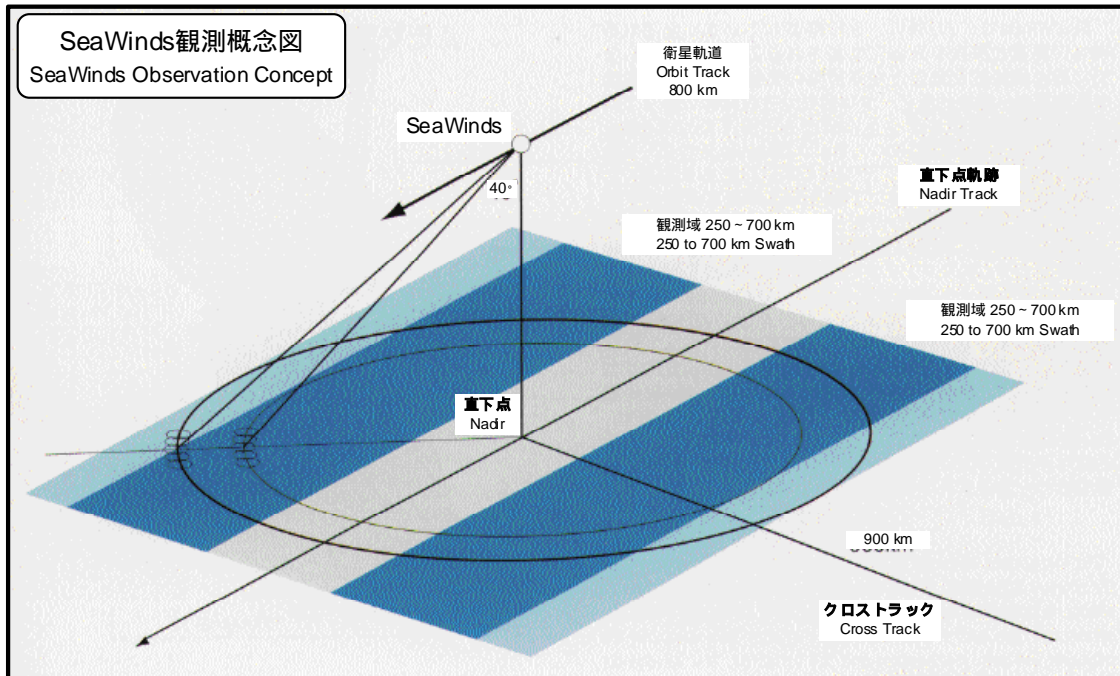 SeaWinds観測概念図
SeaWinds Observation Concept
衛星軌道
Orbit Track
800 km
SeaWinds
40°
直下点軌跡
Nadir Track
観測域 250~700 km
250 to 700 km Swath
観測域 250~700 km
250 to 700 km Swath
直下点
Nadir
900 km
クロストラック
Cross Track